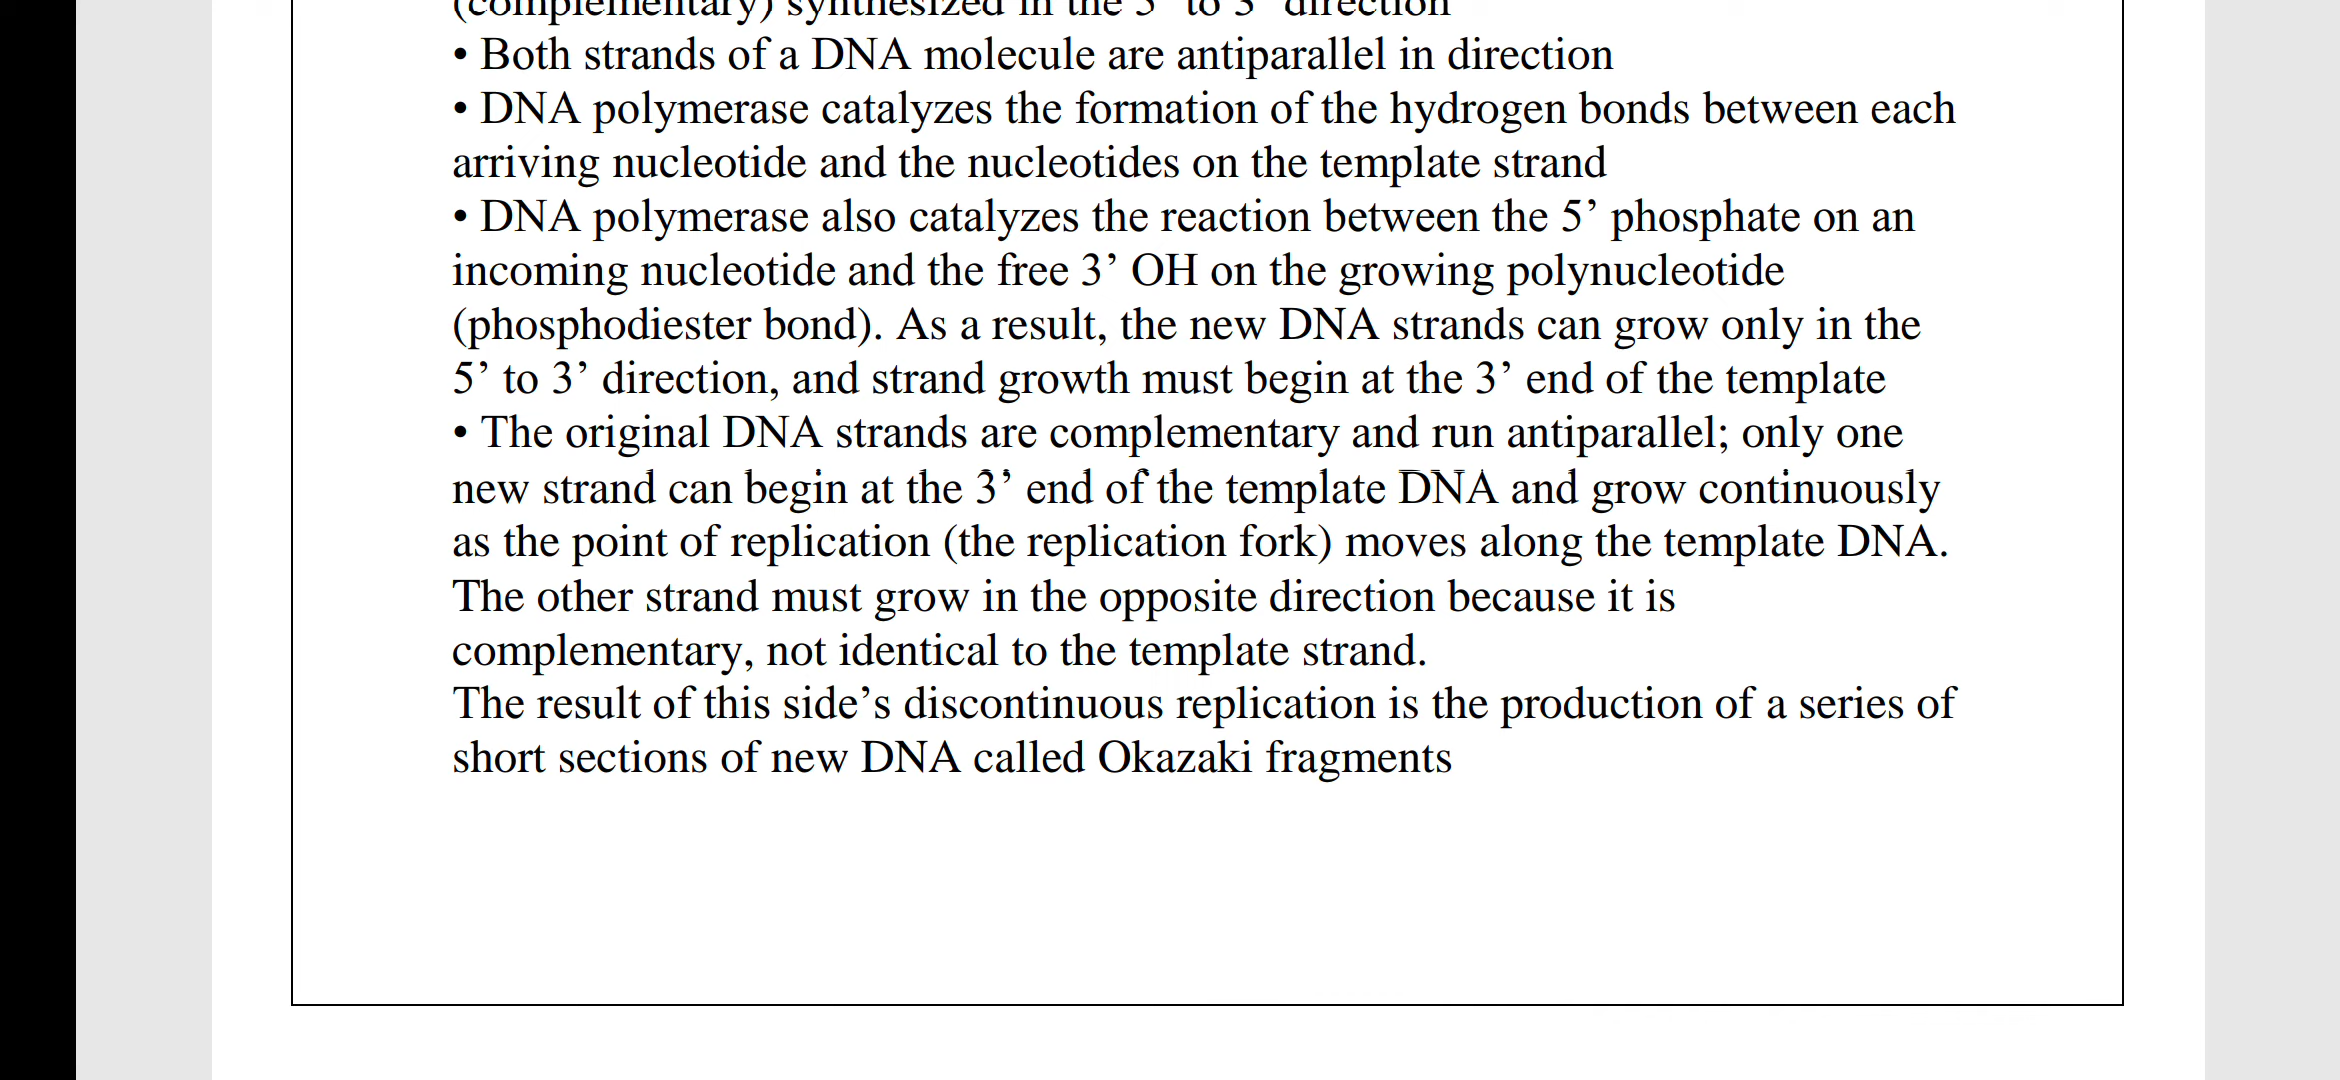 (complementary) synthesized in the 5’ to 3’ direction
• Both strands of a DNA molecule are antiparallel in direction
• DNA polymerase catalyzes the formation of the hydrogen bonds between each
arriving nucleotide and the nucleotides on the template strand
• DNA polymerase also catalyzes the reaction between the 5’ phosphate on an
incoming nucleotide and the free 3’ OH on the growing polynucleotide
(phosphodiester bond). As a result, the new DNA strands can grow only in the
5’ to 3’ direction, and strand growth must begin at the 3’ end of the template
• The original DNA strands are complementary and run antiparallel; only one
new strand can begin at the 3’ end of the template DNA and grow continuously
as the point of replication (the replication fork) moves along the template DNA.
The other strand must grow in the opposite direction because it is
complementary, not identical to the template strand.
The result of this side’s discontinuous replication is the production of a series of
short sections of new DNA called Okazaki fragments